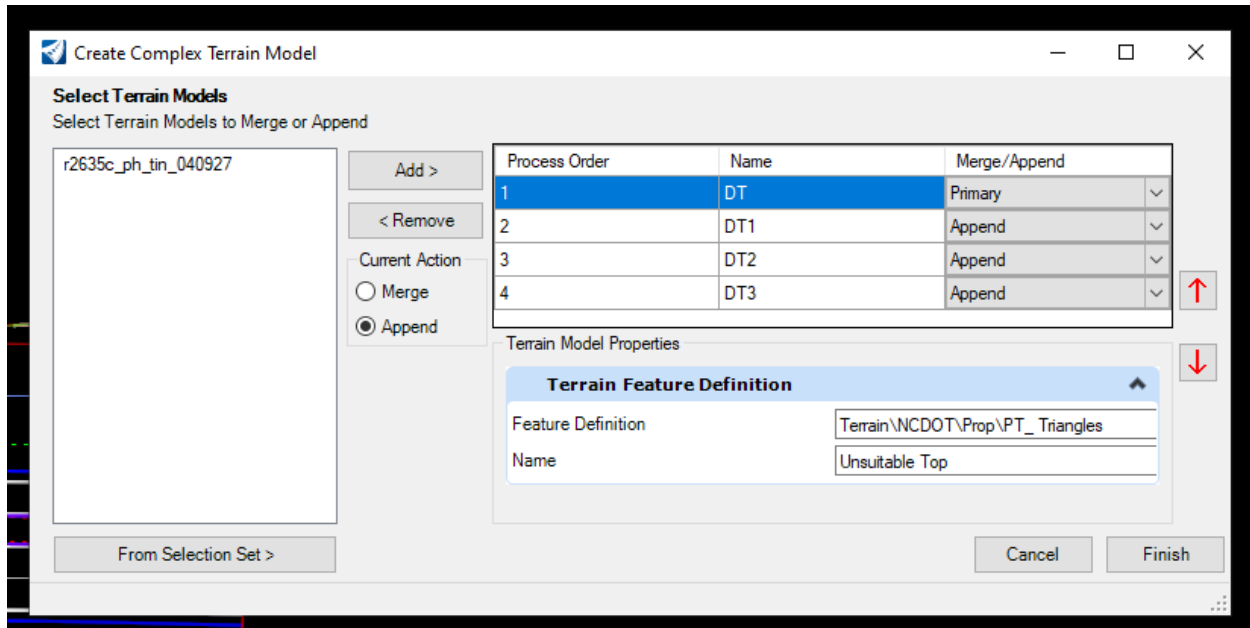 Create Complex Terrain Model
Select Terrain Models
Select Terrain Models to Merge or Append
r2635c_ph_tin_040927
Add >
< Remove
Current Action
Merge
Append
Process Order Name Merge/Append
1 DT Primary
2 DT1 Append
3 DT2 Append
4 DT3 Append
Terrain Model Properties
Terrain Feature Definition
Feature Definition Terrain\NCDOT\Prop\PT_ Triangles
Name Unsuitable Top
From Selection Set >
Cancel
Finish